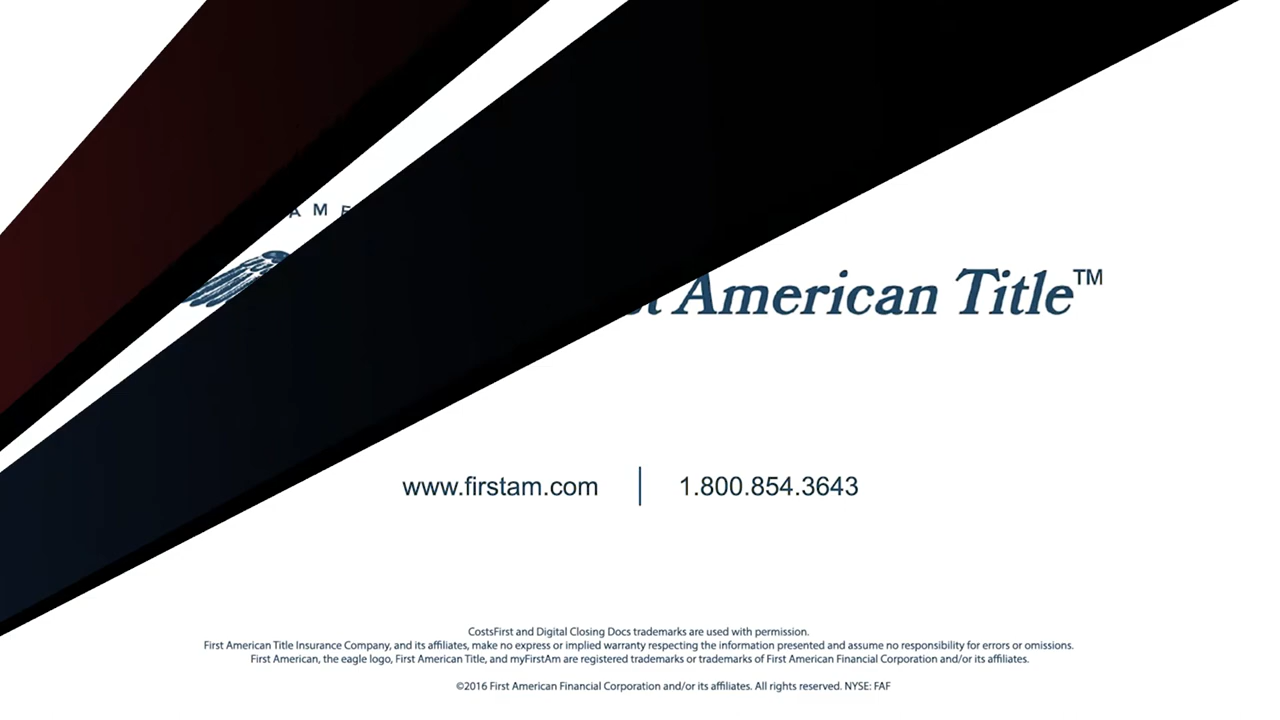 American Title™
www.firstam.com | 1.800.854.3643
CostsFirst and Digital Closing Docs trademarks are used with permission.
First American Title Insurance Company, and its affiliates, make no express or implied warranty respecting the information presented and assume no responsibility for errors or omissions.
First American, the eagle logo, First American Title, and myFirstAm are registered trademarks or trademarks of First American Financial Corporation and/or its affiliates.
©2016 First American Financial Corporation and/or its affiliates. All rights reserved. NYSE: FAF